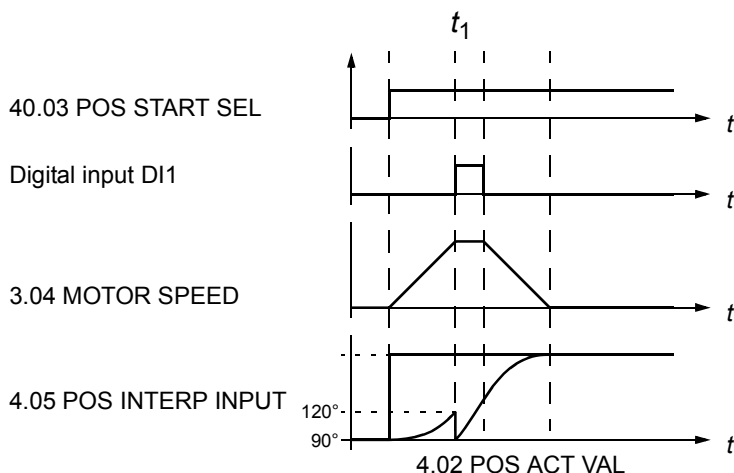 t1
40.03 POS START SEL
t
Digital input DI1
t
3.04 MOTOR SPEED
t
4.05 POS INTERP INPUT
120°
90°
t
4.02 POS ACT VAL